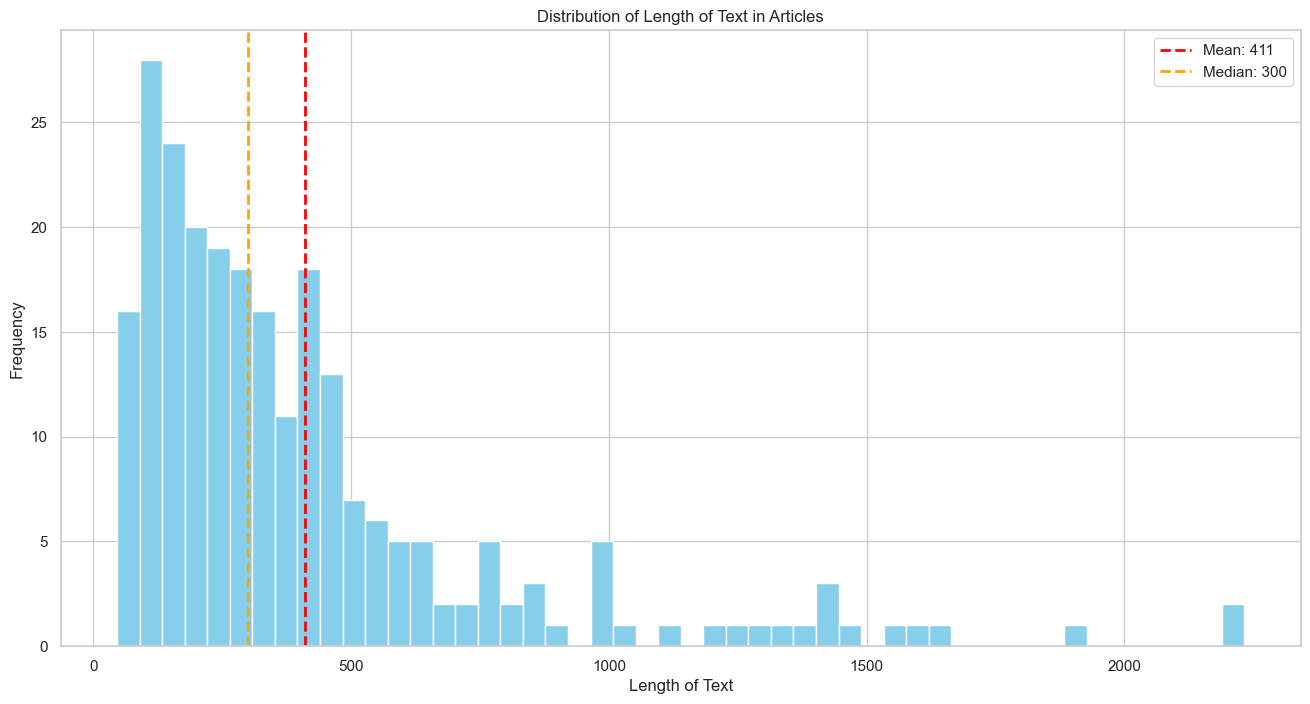 Distribution of Length of Text in Articles
Mean: 411
Median: 300
Frequency
25
20
15
10
5
0
0 500 1000 1500 2000
Length of Text